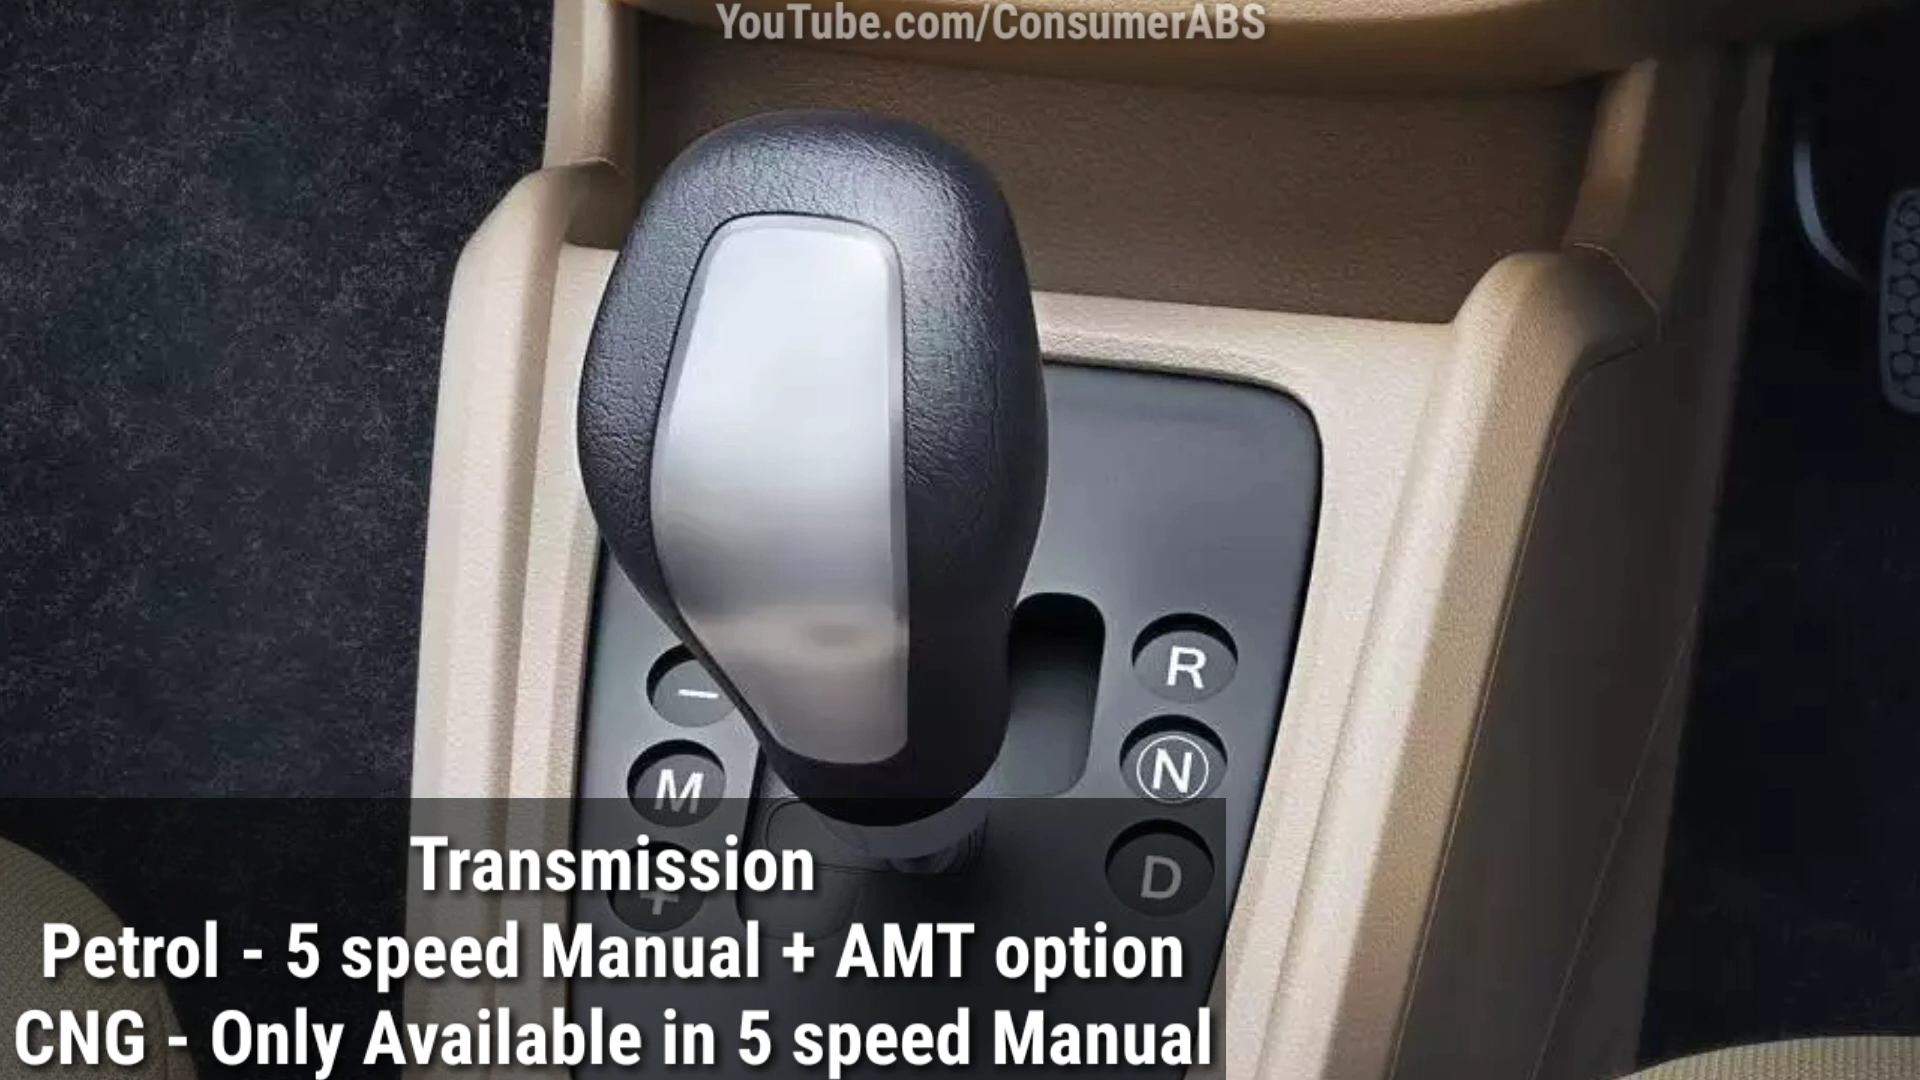 YouTube.com/ConsumerABS
R
–
N
M
D
+
Transmission
Petrol - 5 speed Manual + AMT option
CNG - Only Available in 5 speed Manual